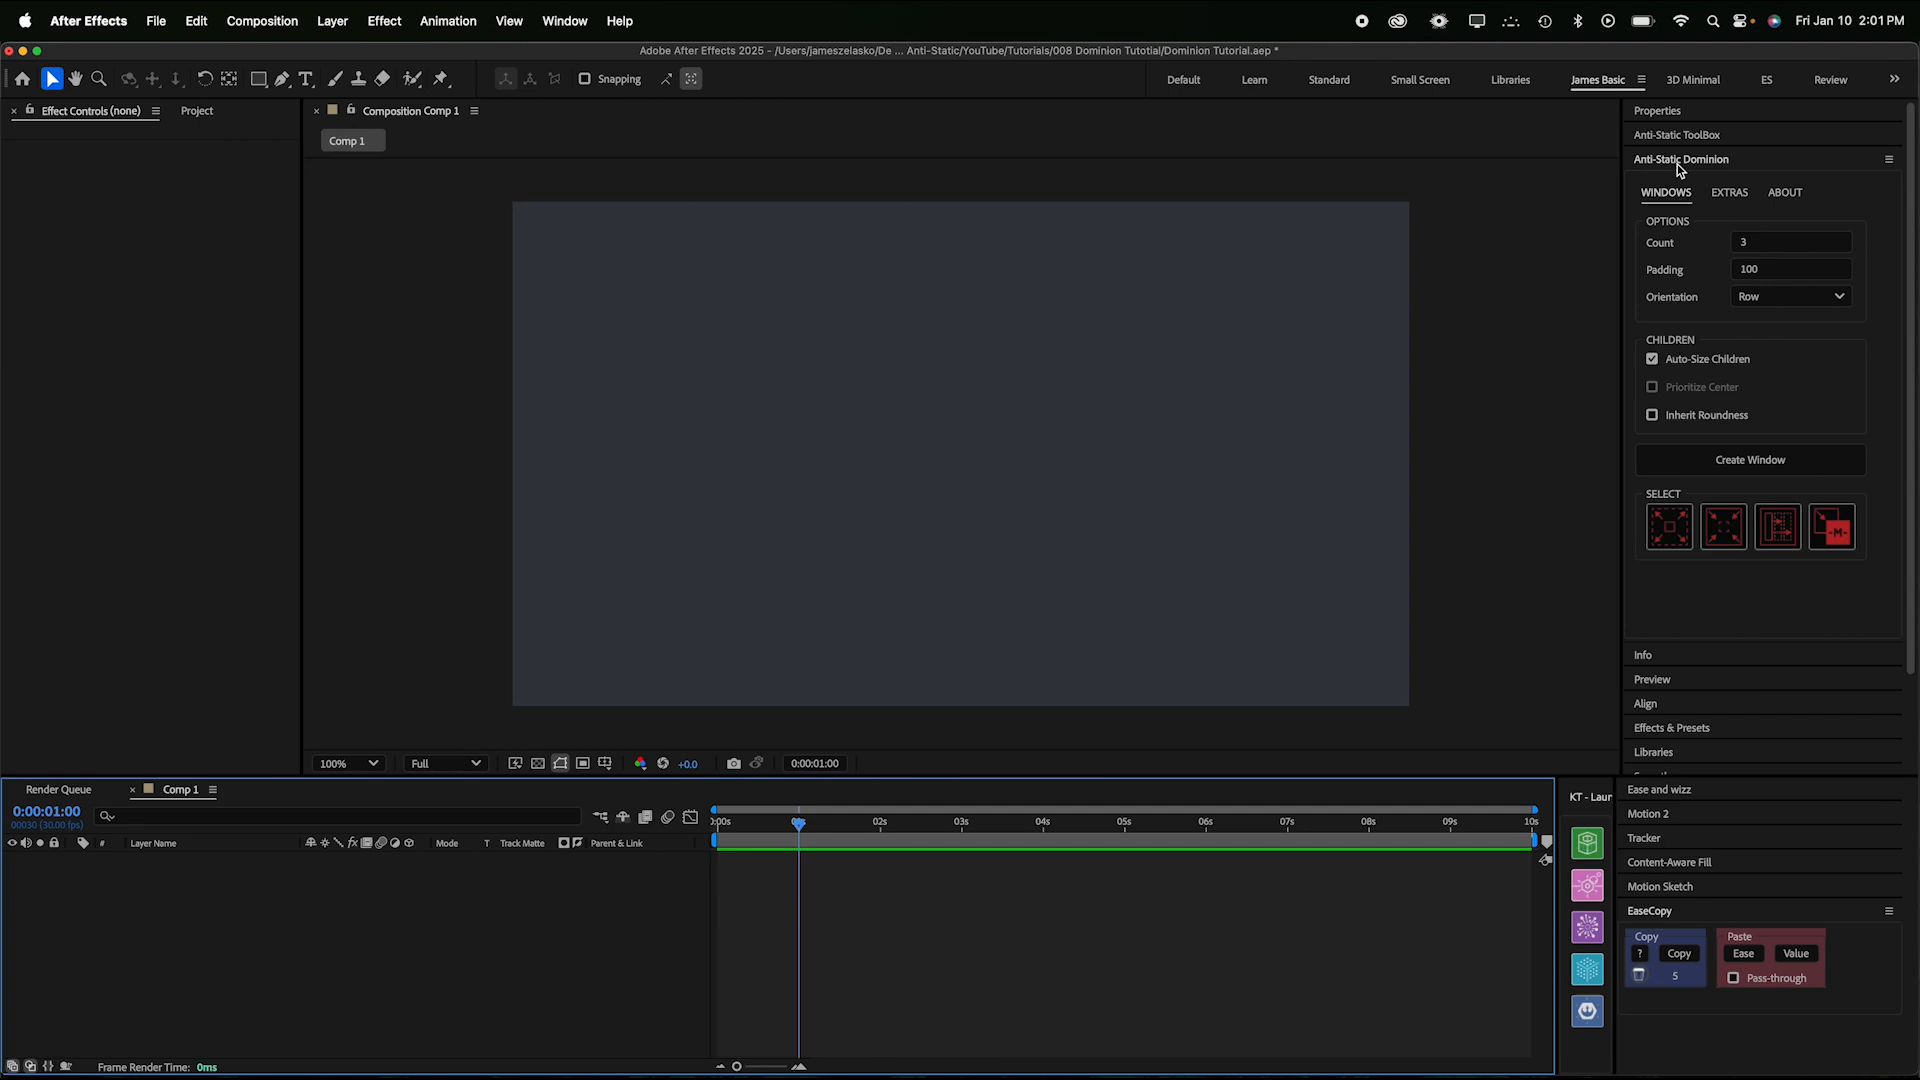 After Effects File Edit Composition Layer Effect Animation View Window Help Fri Jan 10 2:01 PM
Adobe After Effects 2025 - /Users/jameszelasko/De ... Anti-Static/YouTube/Tutorials/008 Dominion Tutotial/Dominion Tutorial.aep *
Snapping Default Learn Standard Small Screen Libraries James Basic 3D Minimal ES Review
Effect Controls (none) Project Composition Comp 1 Properties
Comp 1
Anti-Static ToolBox
Anti-Static Dominion
WINDOWS EXTRAS ABOUT
OPTIONS
Count 3
Padding 100
Orientation Row
CHILDREN
Auto-Size Children
Prioritize Center
Inherit Roundness
Create Window
SELECT
-M-
Info
Preview
Align
Effects & Presets
Libraries
100% Full +0.0 0:00:01:00
Render Queue Comp 1
0:00:01:00
00030 (30.00 fps)
02s 03s 04s 05s 06s 07s 08s 09s 10s
# Layer Name Mode T Track Matte Parent & Link
KT - Laur
Ease and wizz
Motion 2
Tracker
Content-Aware Fill
Motion Sketch
EaseCopy
Copy Paste
? Copy Ease Value
5 Pass-through
Frame Render Time: 0ms